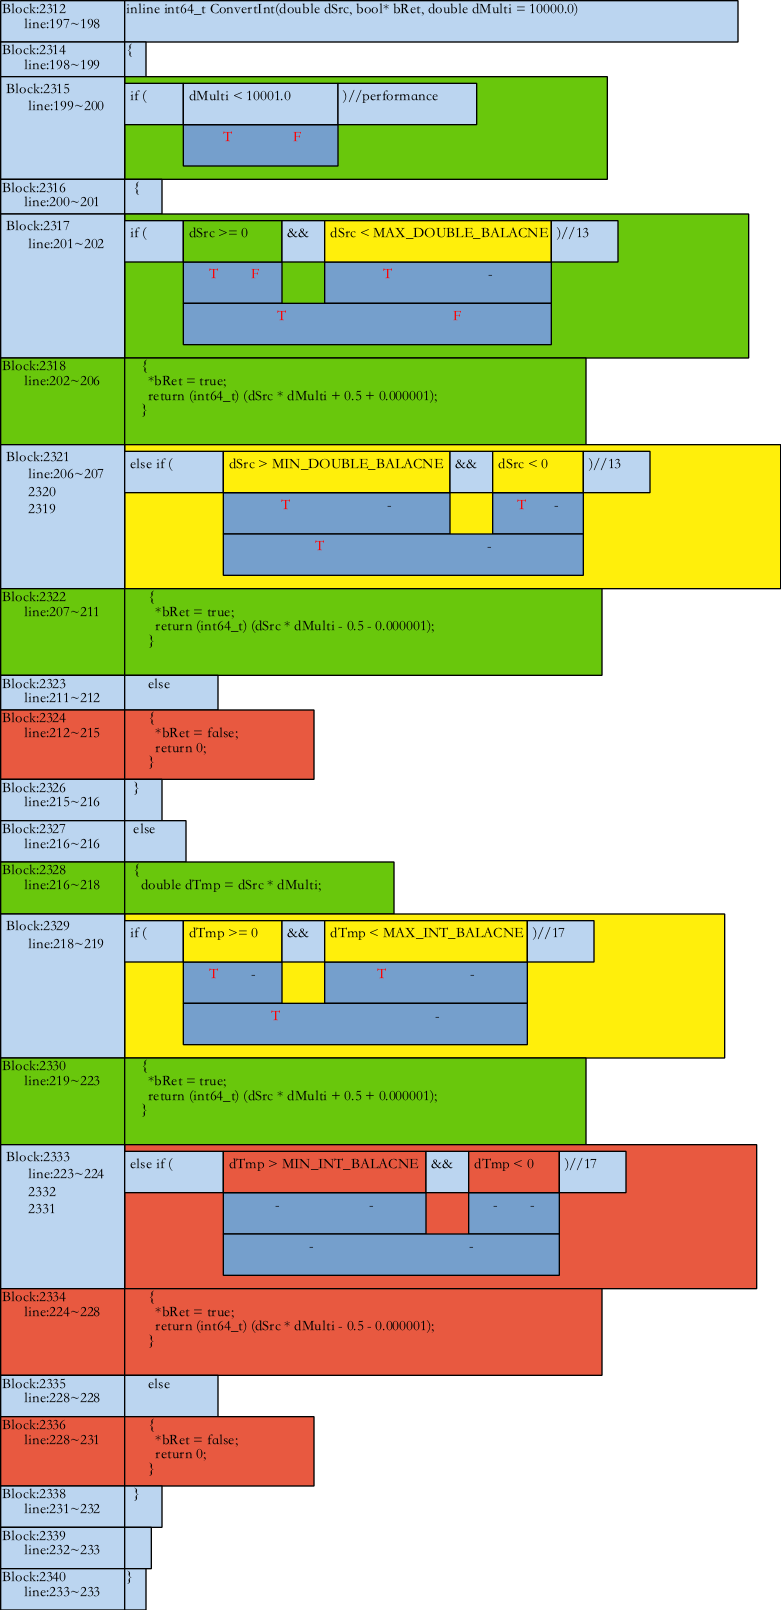 Block:2312
inline int64_t ConvertInt(double dSrc, bool* bRet, double dMulti = 10000.0)
line:197~198
Block:2314
{
line:198~199
Block:2315
if ( dMulti < 10001.0 )//performance
line:199~200
T F
Block:2316
{
line:200~201
Block:2317
if ( dSrc >= 0 && dSrc < MAX_DOUBLE_BALACNE )//13
line:201~202
T F T -
T F
Block:2318
{
line:202~206
*bRet = true;
return (int64_t) (dSrc * dMulti + 0.5 + 0.000001);
}
Block:2321
else if ( dSrc > MIN_DOUBLE_BALACNE && dSrc < 0 )//13
line:206~207
2320
2319
T - T -
T -
Block:2322
{
line:207~211
*bRet = true;
return (int64_t) (dSrc * dMulti - 0.5 - 0.000001);
}
Block:2323
else
line:211~212
Block:2324
{
line:212~215
*bRet = false;
return 0;
}
Block:2326
}
line:215~216
Block:2327
else
line:216~216
Block:2328
{
line:216~218
double dTmp = dSrc * dMulti;
Block:2329
if ( dTmp >= 0 && dTmp < MAX_INT_BALACNE )//17
line:218~219
T - T -
T -
Block:2330
{
line:219~223
*bRet = true;
return (int64_t) (dSrc * dMulti + 0.5 + 0.000001);
}
Block:2333
else if ( dTmp > MIN_INT_BALACNE && dTmp < 0 )//17
line:223~224
2332
2331
- - - -
- -
Block:2334
{
line:224~228
*bRet = true;
return (int64_t) (dSrc * dMulti - 0.5 - 0.000001);
}
Block:2335
else
line:228~228
Block:2336
{
line:228~231
*bRet = false;
return 0;
}
Block:2338
}
line:231~232
Block:2339
line:232~233
Block:2340
}
line:233~233